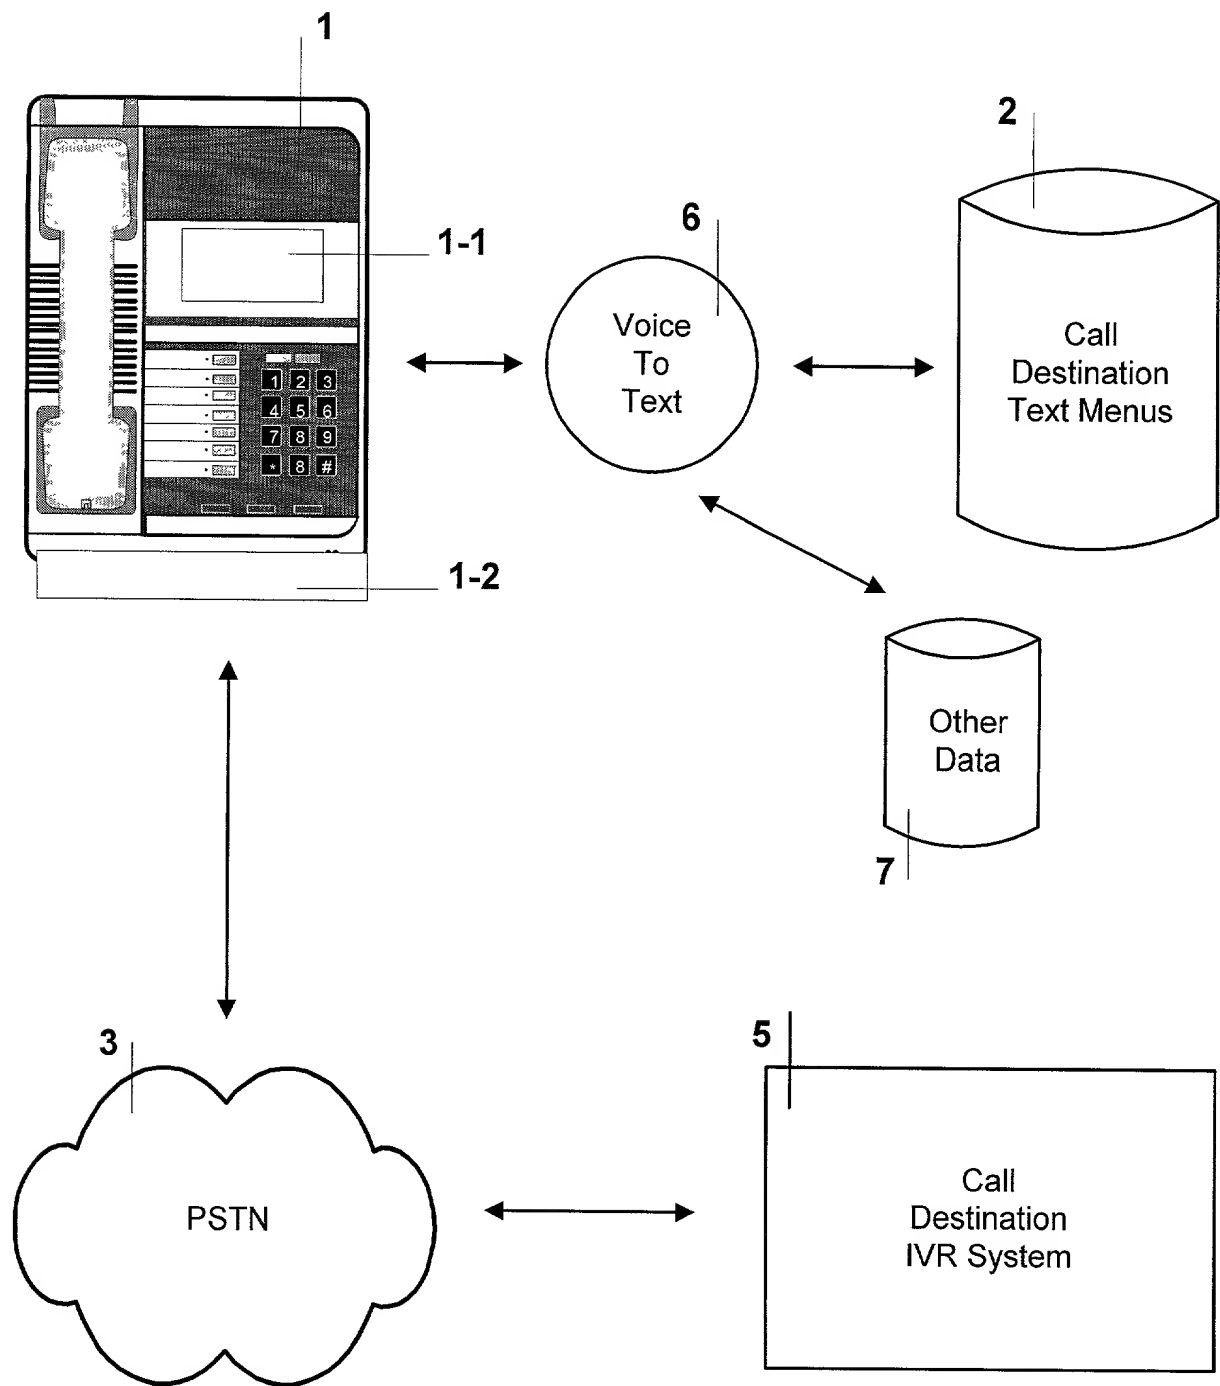 1
2
6
1-1
Voice
To
Text
Call
Destination
Text Menus
1 2 3
4 5 6
7 8 9
* 8 #
1-2
Other
Data
7
3
5
PSTN
Call
Destination
IVR System